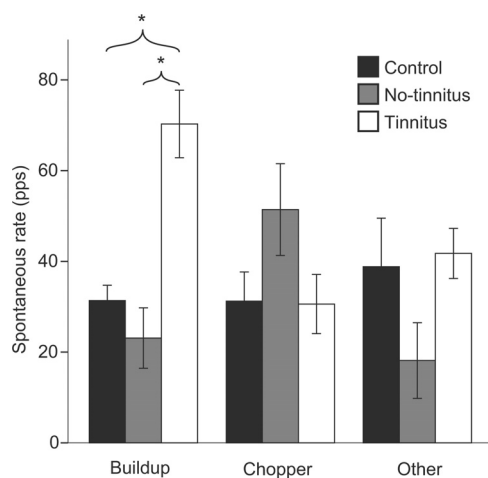 *
*
80
60
40
20
0
Spontaneous rate (pps)
Control
No-tinnitus
Tinnitus
Buildup Chopper Other